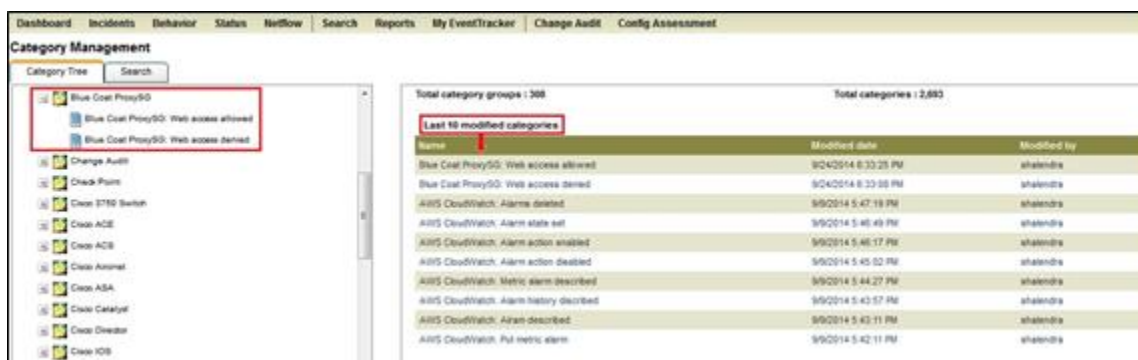 Dashboard Incidents Behavior Status Netflow Search Reports My EventTracker Change Audit Config Assessment
Category Management
Category Tree Search
Blue Coat ProxySG
Blue Coat ProxySG: Web access allowed
Blue Coat ProxySG: Web access denied
Change Audit
Check Point
Cisco 3750 Switch
Cisco ACE
Cisco ACS
Cisco Aironet
Cisco ASA
Cisco Catalyst
Cisco Director
Cisco IOS
Total category groups : 308 Total categories : 2,693
Last 10 modified categories
Name Modified date Modified by
Blue Coat ProxySG: Web access allowed 9/24/2014 6:33:25 PM shalendra
Blue Coat ProxySG: Web access denied 9/24/2014 6:33:08 PM shalendra
AWS CloudWatch: Alarms deleted 9/9/2014 5:47:19 PM shalendra
AWS CloudWatch: Alarm state set 9/9/2014 5:46:49 PM shalendra
AWS CloudWatch: Alarm action enabled 9/9/2014 5:46:17 PM shalendra
AWS CloudWatch: Alarm action disabled 9/9/2014 5:45:02 PM shalendra
AWS CloudWatch: Metric alarm described 9/9/2014 5:44:27 PM shalendra
AWS CloudWatch: Alarm history discribed 9/9/2014 5:43:57 PM shalendra
AWS CloudWatch: Alram described 9/9/2014 5:43:11 PM shalendra
AWS CloudWatch: Put metric alarm 9/9/2014 5:42:11 PM shalendra